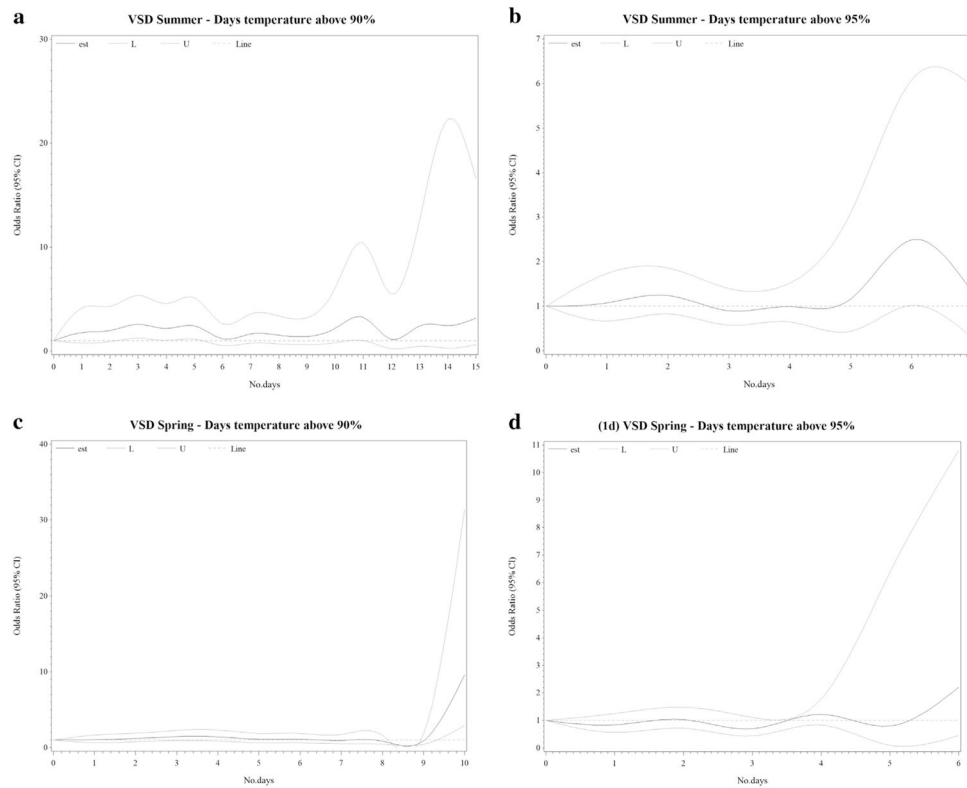 a
VSD Summer - Days temperature above 90%
est L U Line
30
20
10
0
Odds Ratio (95% CI)
0 1 2 3 4 5 6 7 8 9 10 11 12 13 14 15
No.days
b
VSD Summer - Days temperature above 95%
est L U Line
7
6
5
4
3
2
1
0
Odds Ratio (95% CI)
0 1 2 3 4 5 6
No.days
c
VSD Spring - Days temperature above 90%
est L U Line
40
30
20
10
0
Odds Ratio (95% CI)
0 1 2 3 4 5 6 7 8 9 10
No.days
d
(1d) VSD Spring - Days temperature above 95%
est L U Line
11
10
9
8
7
6
5
4
3
2
1
0
Odds Ratio (95% CI)
0 1 2 3 4 5 6
No.days